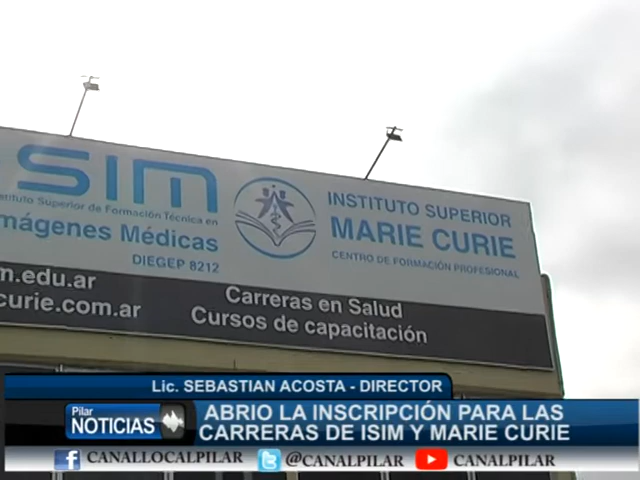 SIM
Instituto Superior de Formación Técnica en
mágenes Médicas
DIEGEP 8212
INSTITUTO SUPERIOR
MARIE CURIE
CENTRO DE FORMACIÓN PROFESIONAL
m.edu.ar
curie.com.ar
Carreras en Salud
Cursos de capacitación
Lic. SEBASTIAN ACOSTA - DIRECTOR
Pilar
NOTICIAS
ABRIO LA INSCRIPCIÓN PARA LAS
CARRERAS DE ISIM Y MARIE CURIE
CANALLOCALPILAR
@CANALPILAR
CANALPILAR